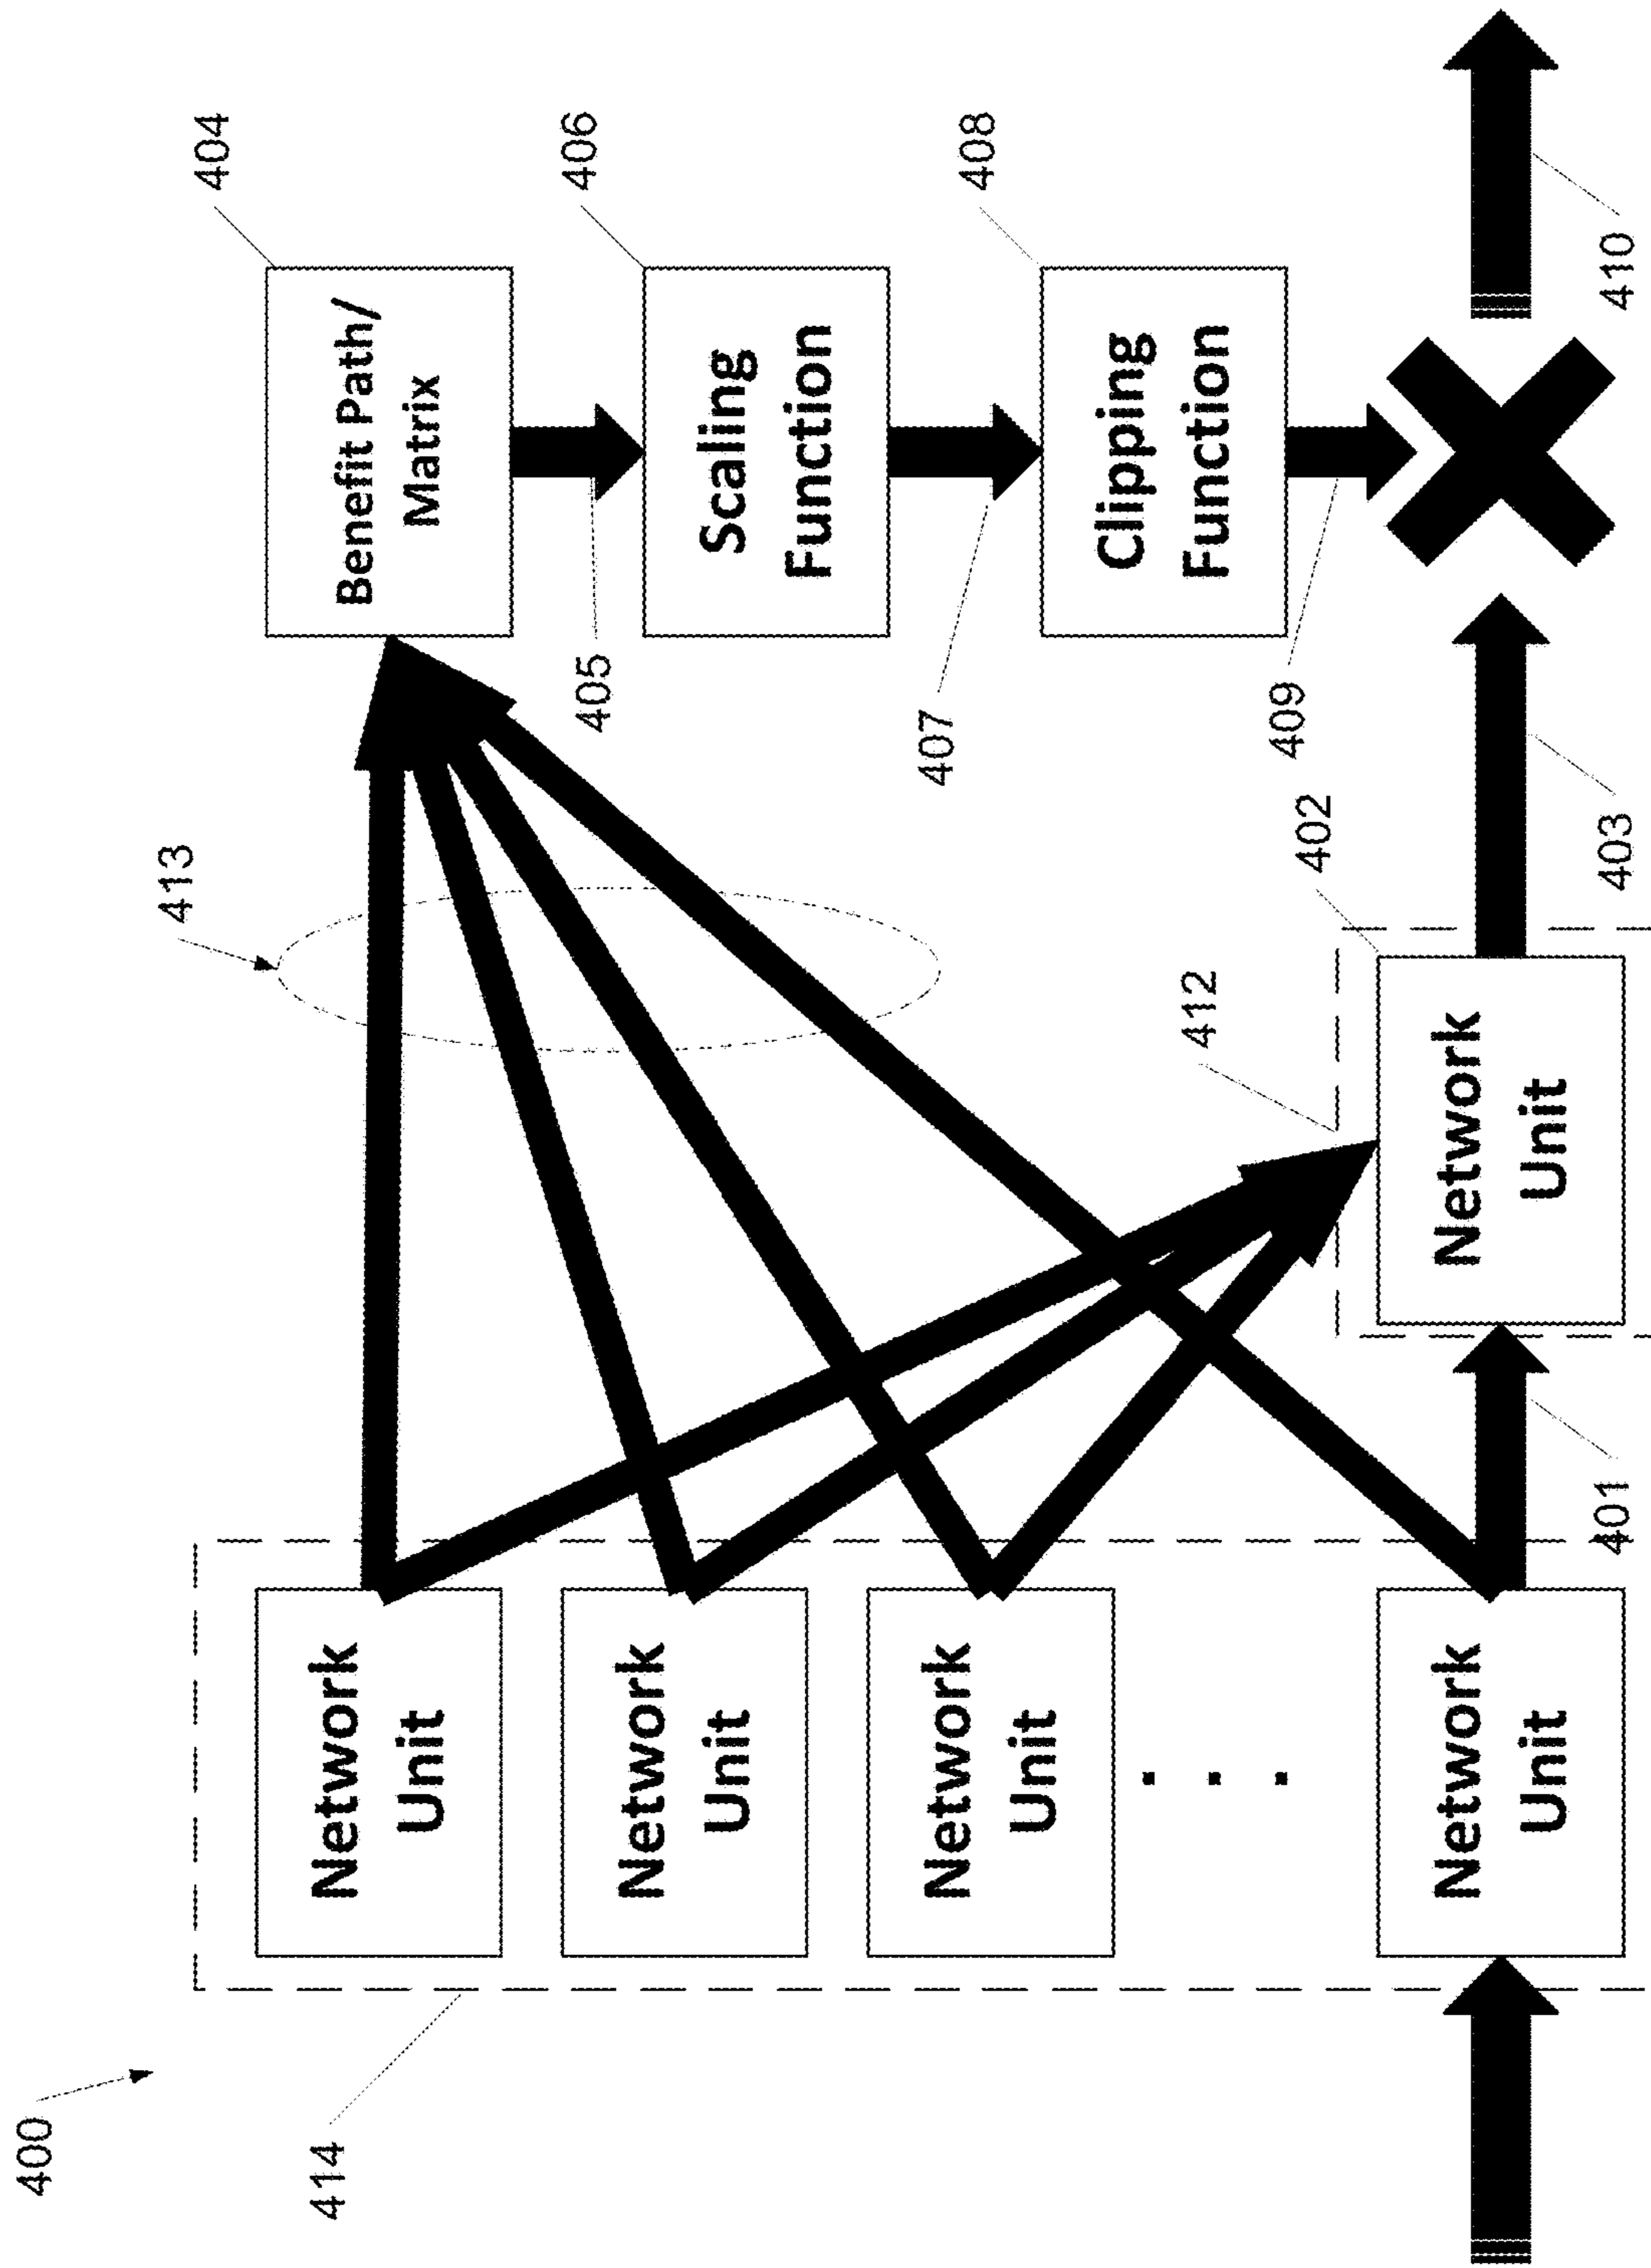 400
414
Network
Unit
Network
Unit
Network
Unit
. . .
Network
Unit
401
413
412
402
Network
Unit
403
404
Benefit Path/
Matrix
405
406
Scaling
Function
407
408
Clipping
Function
409
410